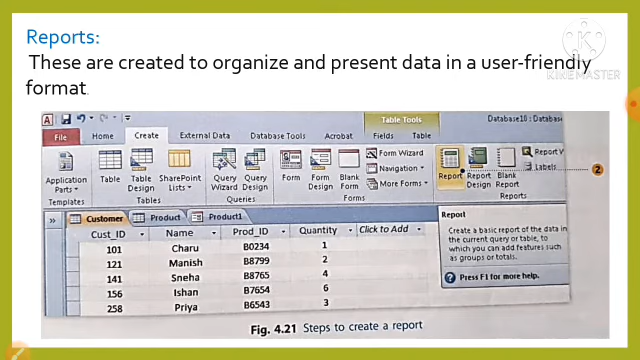 Reports:
These are created to organize and present data in a user-friendly
format.
KINEMASTER
Table Tools
Database10 : Database
File Home Create External Data Database Tools Acrobat Fields Table
Application Parts
Table
Table Design
SharePoint Lists
Query Wizard
Query Design
Form
Form Design
Blank Form
Form Wizard
Navigation
More Forms
Report
Report Design
Blank Report
Report W
Labels
2
Templates Tables Queries Forms Reports
Customer Product Product1
Cust_ID Name Prod_ID Quantity Click to Add
101 Charu B0234 1
121 Manish B8799 2
141 Sneha B8765 4
156 Ishan B7654 6
258 Priya B6543 3
Report
Create a basic report of the data in
the current query or table, to
which you can add features such
as groups or totals.
Press F1 for more help.
Fig. 4.21 Steps to create a report